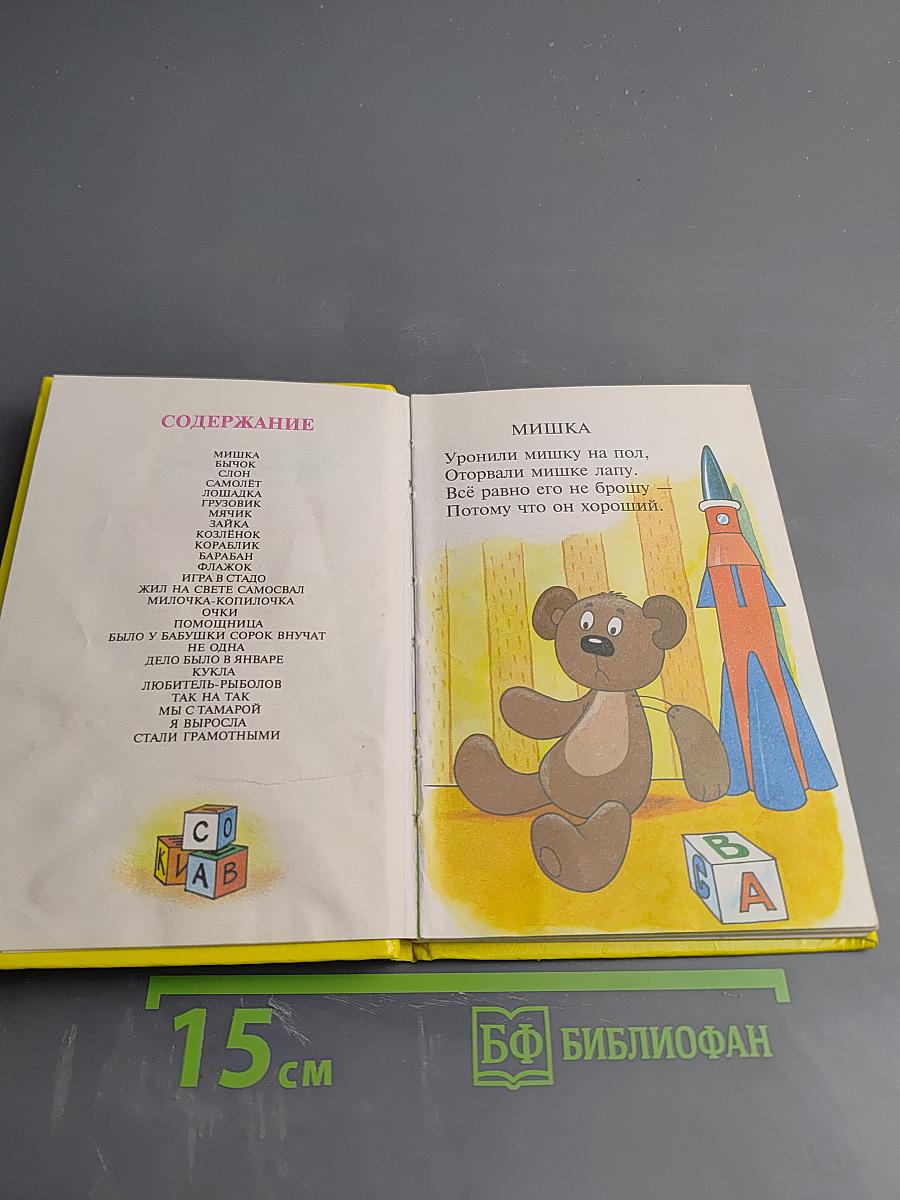 СОДЕРЖАНИЕ
МИШКА
БЫЧОК
СЛОН
САМОЛЁТ
ЛОШАДКА
ГРУЗОВИК
МЯЧИК
ЗАЙКА
КОЗЛЁНОК
КОРАБЛИК
БАРАБАН
ФЛАЖОК
ИГРА В СТАДО
ЖИЛ НА СВЕТЕ САМОСВАЛ
МИЛОЧКА-КОПИЛОЧКА
ОЧКИ
ПОМОЩНИЦА
БЫЛО У БАБУШКИ СОРОК ВНУЧАТ
НЕ ОДНА
ДЕЛО БЫЛО В ЯНВАРЕ
КУКЛА
ЛЮБИТЕЛЬ-РЫБОЛОВ
ТАК НА ТАК
МЫ С ТАМАРОЙ
Я ВЫРОСЛА
СТАЛИ ГРАМОТНЫМИ
С О
К И А В
МИШКА
Уронили мишку на пол,
Оторвали мишке лапу.
Всё равно его не брошу –
Потому что он хороший.
В
С А
15 см
БФ БИБЛИОФАН